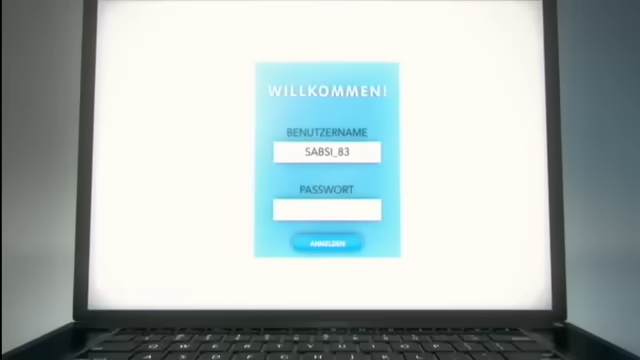 WILLKOMMEN!
BENUTZERNAME
SABSI_83
PASSWORT
ANMELDEN